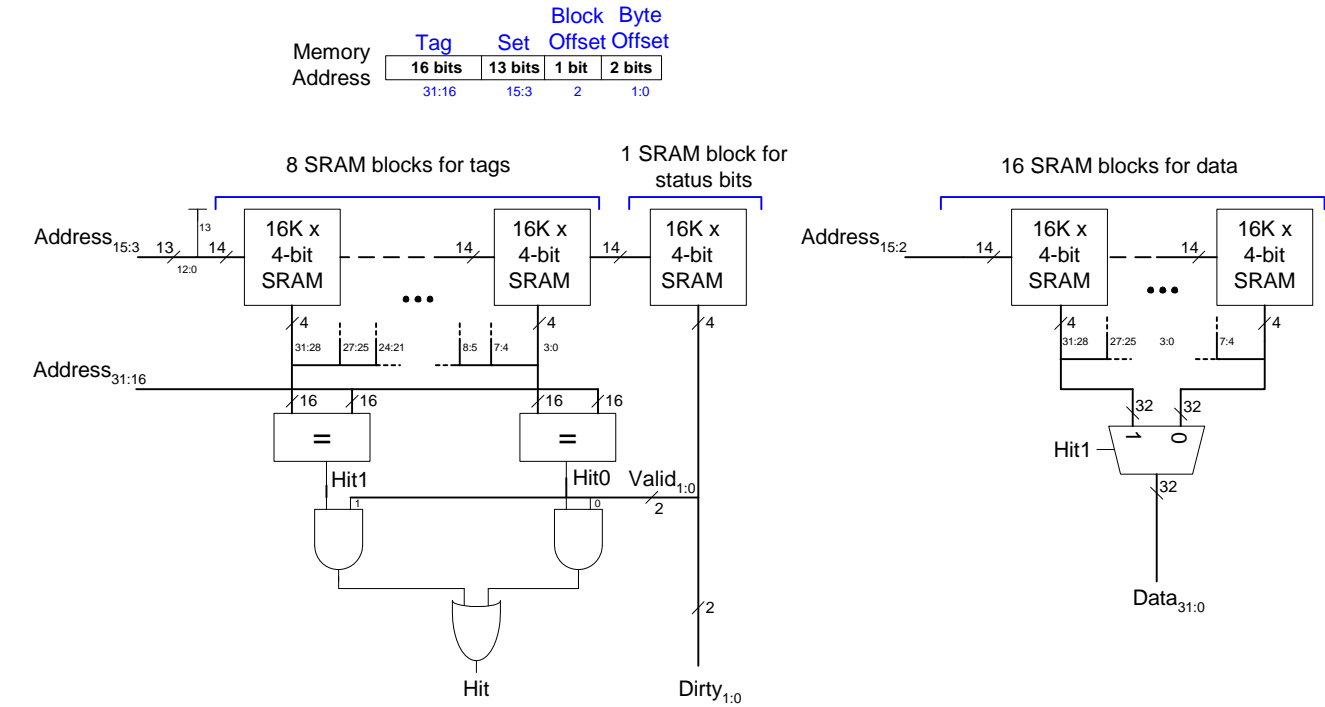 Block Byte
Tag Set Offset Offset
Memory Address
16 bits 13 bits 1 bit 2 bits
31:16 15:3 2 1:0
8 SRAM blocks for tags
1 SRAM block for
status bits
16 SRAM blocks for data
Address15:3
13
12:0
13
14
16K x
4-bit
SRAM
14
16K x
4-bit
SRAM
14
16K x
4-bit
SRAM
Address15:2
14
16K x
4-bit
SRAM
14
16K x
4-bit
SRAM
...
...
4
31:28 27:25 24:21 8:5 7:4 3:0
4
4
4
31:28 27:25 3:0 7:4
4
Address31:16
16 16 16 16
= =
32 32
1 0
Hit1
32
Data31:0
Hit1 Hit0 Valid1:0
1 0 2
2
Hit
Dirty1:0